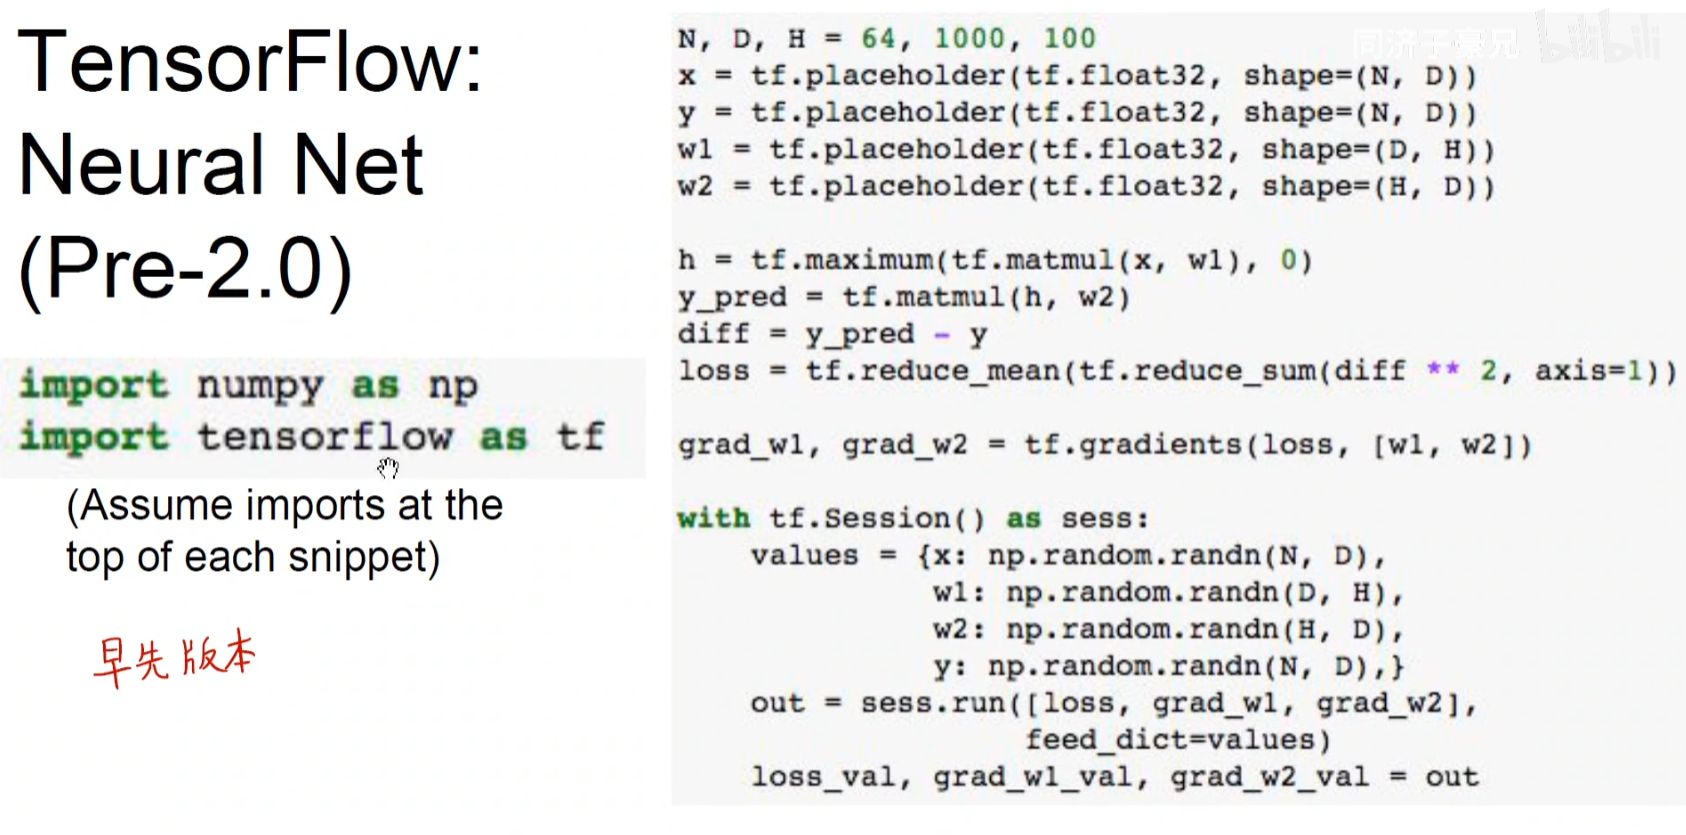 TensorFlow:
Neural Net
(Pre-2.0)
import numpy as np
import tensorflow as tf
(Assume imports at the
top of each snippet)
早先版本
同济子豪兄 bilibili
N, D, H = 64, 1000, 100
x = tf.placeholder(tf.float32, shape=(N, D))
y = tf.placeholder(tf.float32, shape=(N, D))
w1 = tf.placeholder(tf.float32, shape=(D, H))
w2 = tf.placeholder(tf.float32, shape=(H, D))
h = tf.maximum(tf.matmul(x, w1), 0)
y_pred = tf.matmul(h, w2)
diff = y_pred - y
loss = tf.reduce_mean(tf.reduce_sum(diff ** 2, axis=1))
grad_w1, grad_w2 = tf.gradients(loss, [w1, w2])
with tf.Session() as sess:
    values = {x: np.random.randn(N, D),
              w1: np.random.randn(D, H),
              w2: np.random.randn(H, D),
              y: np.random.randn(N, D),}
    out = sess.run([loss, grad_w1, grad_w2],
                   feed_dict=values)
    loss_val, grad_w1_val, grad_w2_val = out